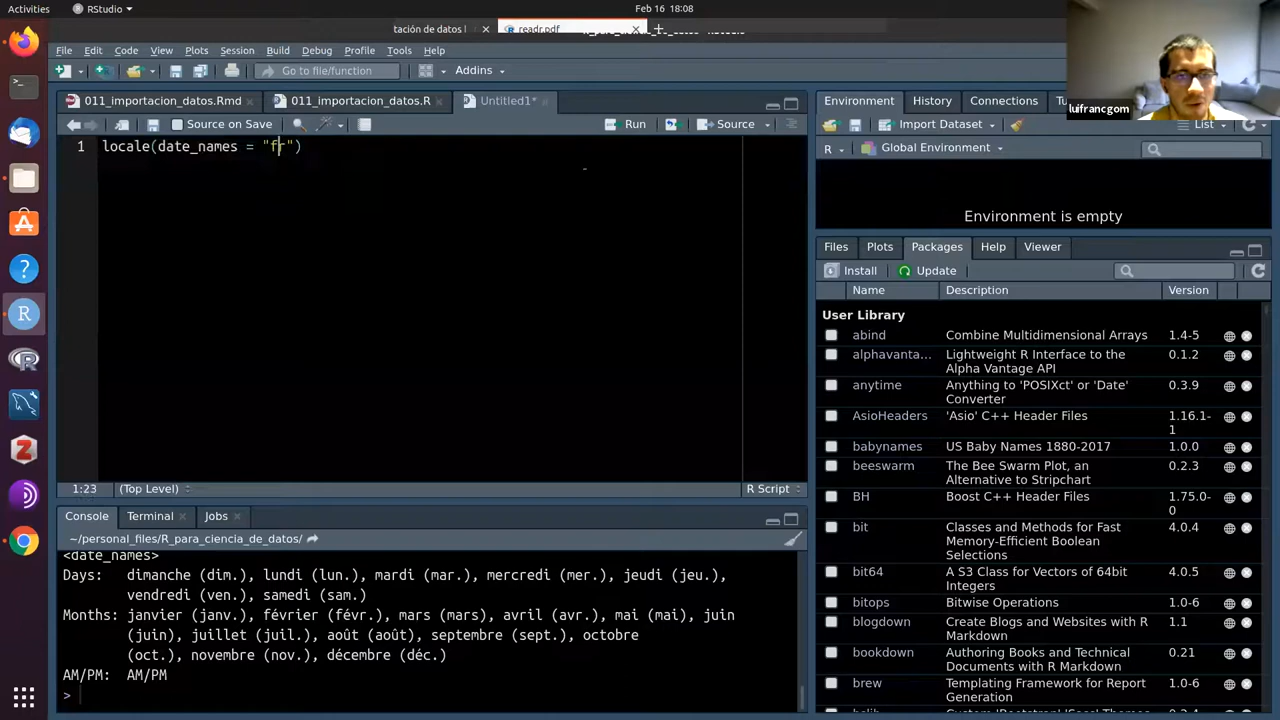 Activities RStudio Feb 16 18:08
tación de datos readr.pdf
File Edit Code View Plots Session Build Debug Profile Tools Help
Go to file/function Addins
011_importacion_datos.Rmd 011_importacion_datos.R Untitled1*
Source on Save Run Source
1 locale(date_names = "fr")
1:23 (Top Level) R Script
Console Terminal Jobs
~/personal_files/R_para_ciencia_de_datos/
<date_names>
Days: dimanche (dim.), lundi (lun.), mardi (mar.), mercredi (mer.), jeudi (jeu.),
vendredi (ven.), samedi (sam.)
Months: janvier (janv.), février (févr.), mars (mars), avril (avr.), mai (mai), juin
(juin), juillet (juil.), août (août), septembre (sept.), octobre
(oct.), novembre (nov.), décembre (déc.)
AM/PM: AM/PM
>
lufrancgom
Environment History Connections
Import Dataset List
R Global Environment
Environment is empty
Files Plots Packages Help Viewer
Install Update
Name Description Version
User Library
abind Combine Multidimensional Arrays 1.4-5
alphavanta... Lightweight R Interface to the 0.1.2
Alpha Vantage API
anytime Anything to 'POSIXct' or 'Date' 0.3.9
Converter
AsioHeaders 'Asio' C++ Header Files 1.16.1-
1
babynames US Baby Names 1880-2017 1.0.0
beeswarm The Bee Swarm Plot, an 0.2.3
Alternative to Stripchart
BH Boost C++ Header Files 1.75.0-
0
bit Classes and Methods for Fast 4.0.4
Memory-Efficient Boolean
Selections
bit64 A S3 Class for Vectors of 64bit 4.0.5
Integers
bitops Bitwise Operations 1.0-6
blogdown Create Blogs and Websites with R 1.1
Markdown
bookdown Authoring Books and Technical 0.21
Documents with R Markdown
brew Templating Framework for Report 1.0-6
Generation